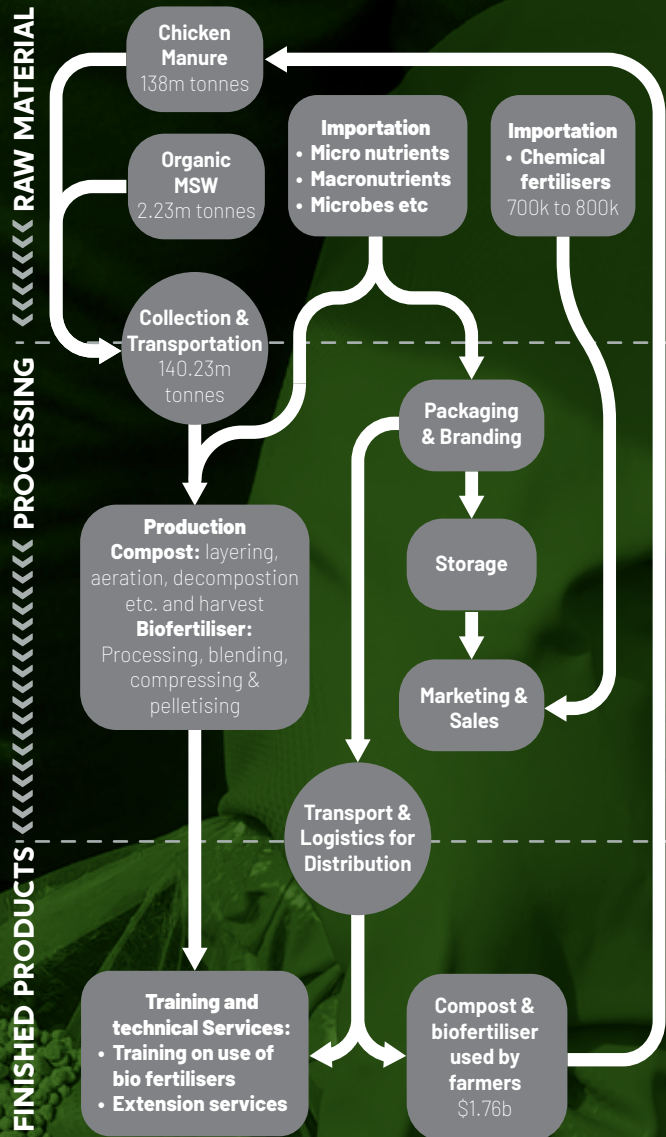 RAW MATERIAL
Chicken
Manure
138m tonnes
Organic
MSW
2.23m tonnes
Importation
• Micro nutrients
• Macronutrients
• Microbes etc
Importation
• Chemical
fertilisers
700k to 800k
Collection &
Transportation
140.23m
tonnes
PROCESSING
Packaging
& Branding
Production
Compost: layering,
aeration, decompostion
etc. and harvest
Biofertiliser:
Processing, blending,
compressing &
pelletising
Storage
Marketing &
Sales
Transport &
Logistics for
Distribution
FINISHED PRODUCTS
Training and
technical Services:
• Training on use of
bio fertilisers
• Extension services
Compost &
biofertiliser
used by
farmers
$1.76b